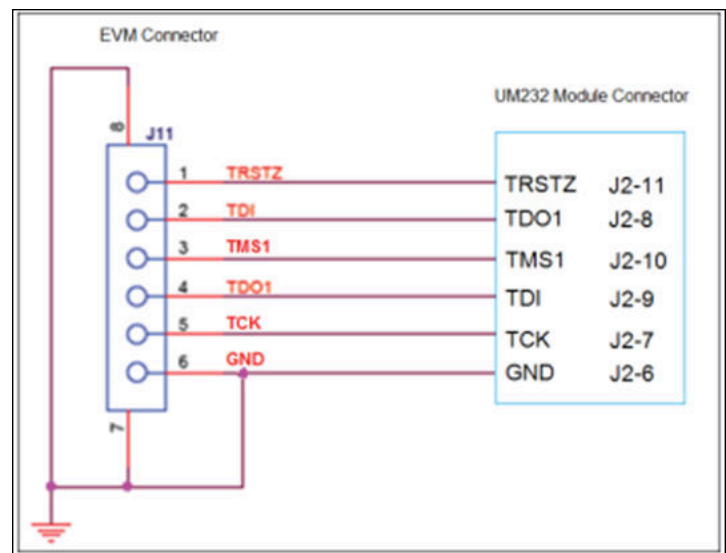 EVM Connector
UM232 Module Connector
8
J11
1 TRSTZ TRSTZ J2-11
2 TDI TDO1 J2-8
3 TMS1 TMS1 J2-10
4 TDO1 TDI J2-9
5 TCK TCK J2-7
6 GND GND J2-6
7